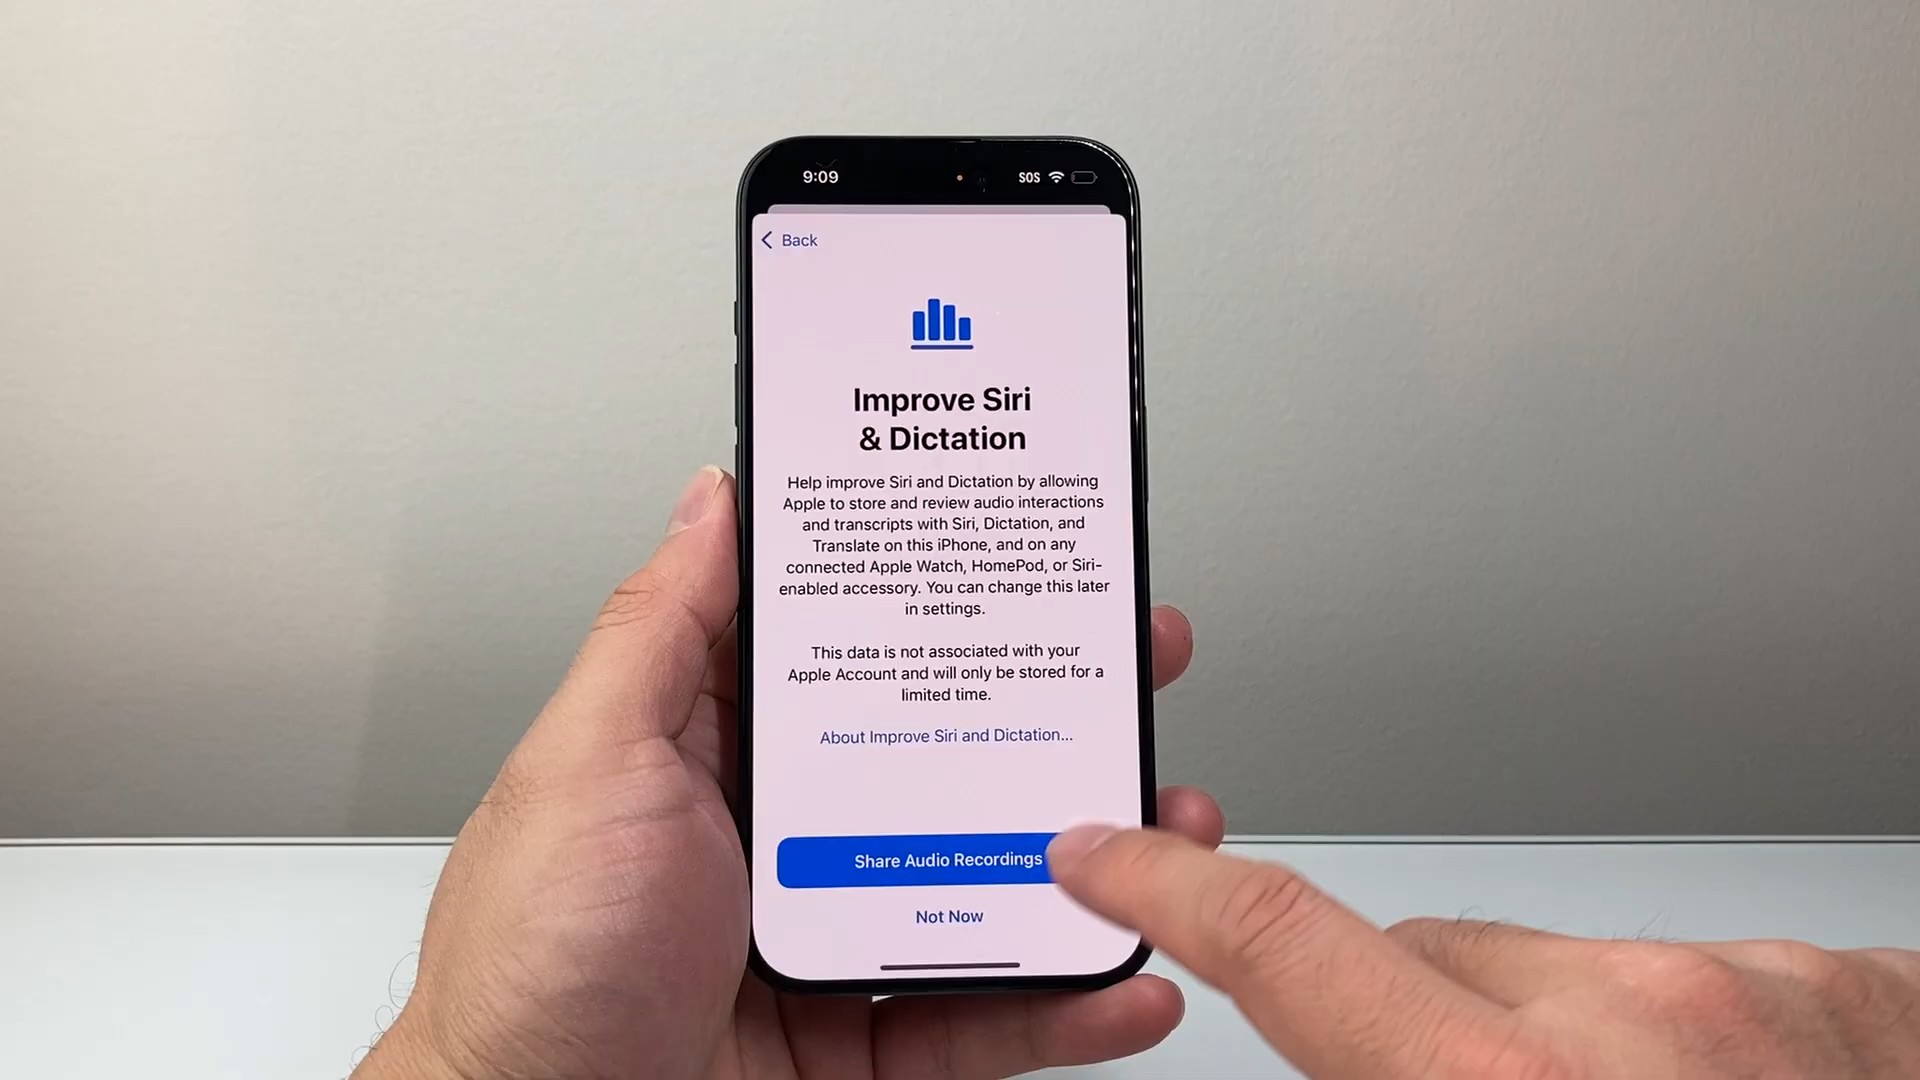 9:09
SOS
Back
Improve Siri
& Dictation
Help improve Siri and Dictation by allowing
Apple to store and review audio interactions
and transcripts with Siri, Dictation, and
Translate on this iPhone, and on any
connected Apple Watch, HomePod, or Siri-
enabled accessory. You can change this later
in settings.
This data is not associated with your
Apple Account and will only be stored for a
limited time.
About Improve Siri and Dictation...
Share Audio Recordings
Not Now